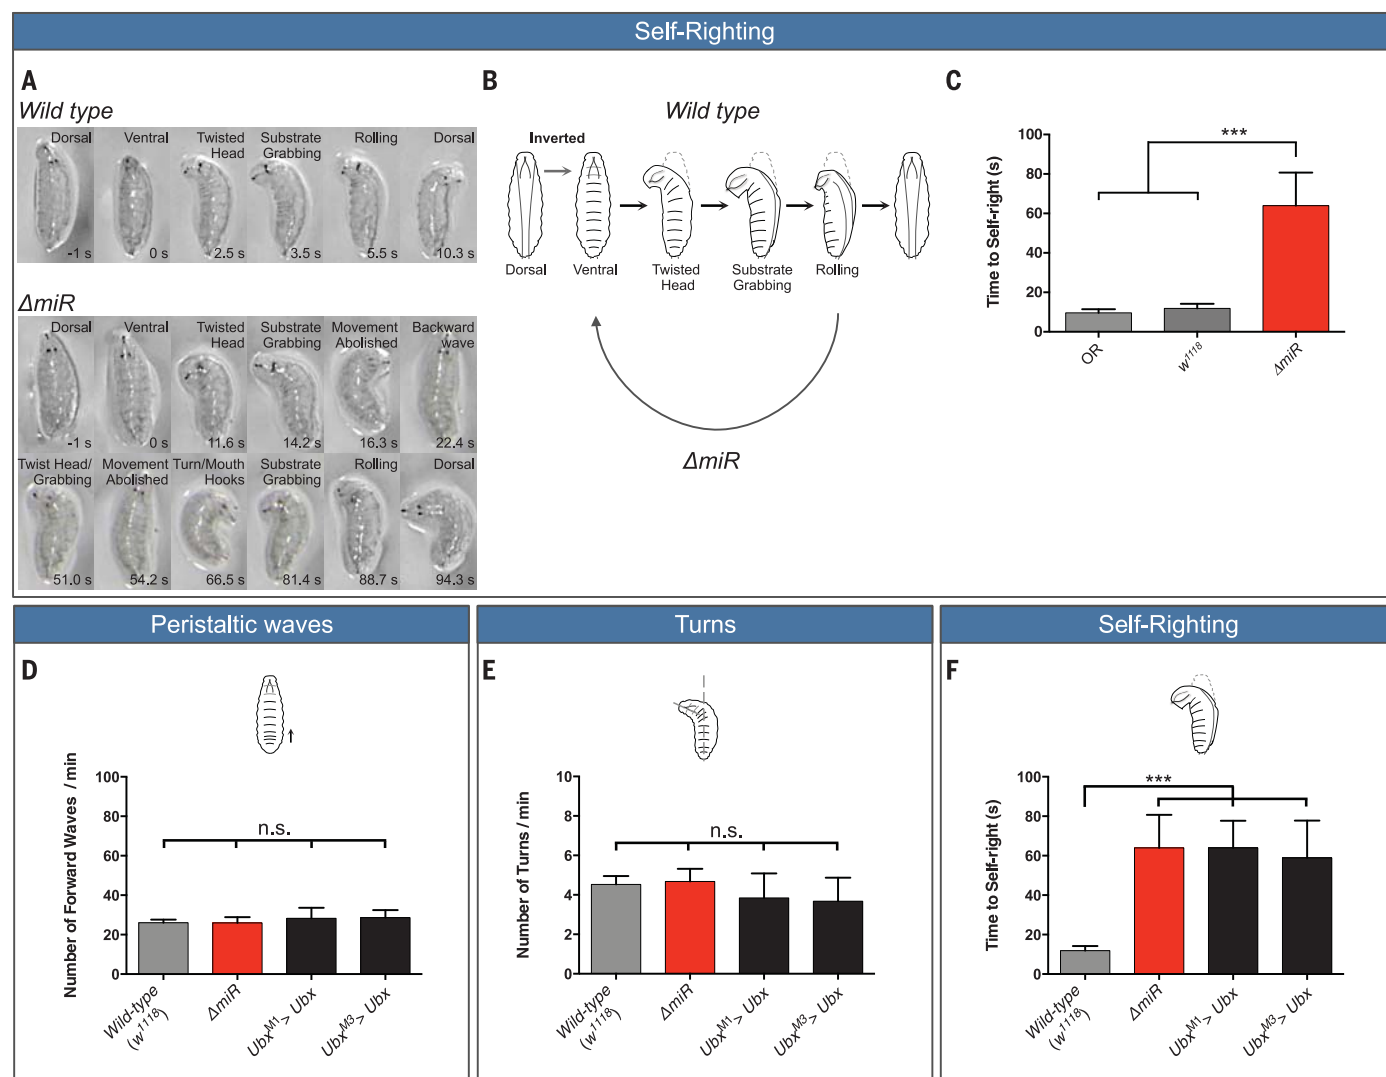 Self-Righting
A
Wild type
Dorsal
Ventral
Twisted
Head
Substrate
Grabbing
Rolling
Dorsal
-1 s
0 s
2.5 s
3.5 s
5.5 s
10.3 s
ΔmiR
Dorsal
Ventral
Twisted
Head
Substrate
Grabbing
Movement
Abolished
Backward
wave
-1 s
0 s
11.6 s
14.2 s
16.3 s
22.4 s
Twist Head/
Grabbing
Movement
Abolished
Turn/Mouth
Hooks
Substrate
Grabbing
Rolling
Dorsal
51.0 s
54.2 s
66.5 s
81.4 s
88.7 s
94.3 s
B
Wild type
Inverted
Dorsal
Ventral
Twisted
Head
Substrate
Grabbing
Rolling
ΔmiR
C
Time to Self-right (s)
100
80
60
40
20
0
***
OR
w1118
ΔmiR
Peristaltic waves
D
Number of Forward Waves / min
100
80
60
40
20
0
n.s.
Wild-type
(w1118)
ΔmiR
UbxM1> Ubx
UbxM3> Ubx
Turns
E
Number of Turns / min
10
8
6
4
2
0
n.s.
Wild-type
(w1118)
ΔmiR
UbxM1> Ubx
UbxM3> Ubx
Self-Righting
F
Time to Self-right (s)
100
80
60
40
20
0
***
Wild-type
(w1118)
ΔmiR
UbxM1> Ubx
UbxM3> Ubx